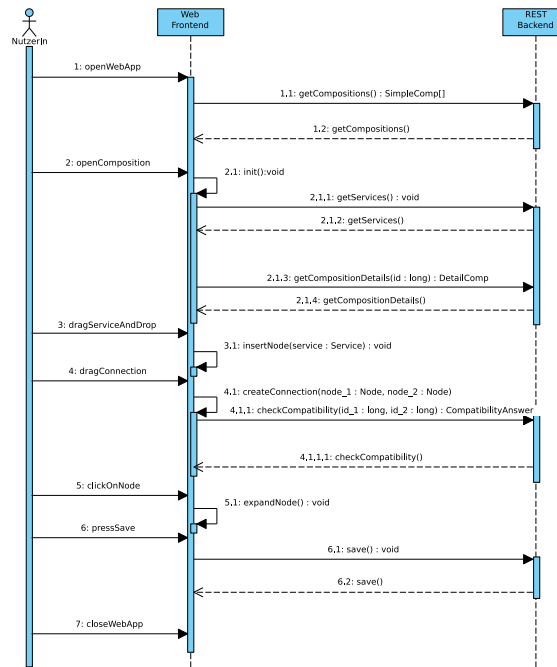 Web
Frontend
REST
Backend
NutzerIn
1: openWebApp
1.1: getCompositions() : SimpleComp[]
1.2: getCompositions()
2: openComposition
2.1: init():void
2.1.1: getServices() : void
2.1.2: getServices()
2.1.3: getCompositionDetails(id : long) : DetailComp
2.1.4: getCompositionDetails()
3: dragServiceAndDrop
3.1: insertNode(service : Service) : void
4: dragConnection
4.1: createConnection(node_1 : Node, node_2 : Node)
4.1.1: checkCompatibility(id_1 : long, id_2 : long) : CompatibilityAnswer
4.1.1.1: checkCompatibility()
5: clickOnNode
5.1: expandNode() : void
6: pressSave
6.1: save() : void
6.2: save()
7: closeWebApp